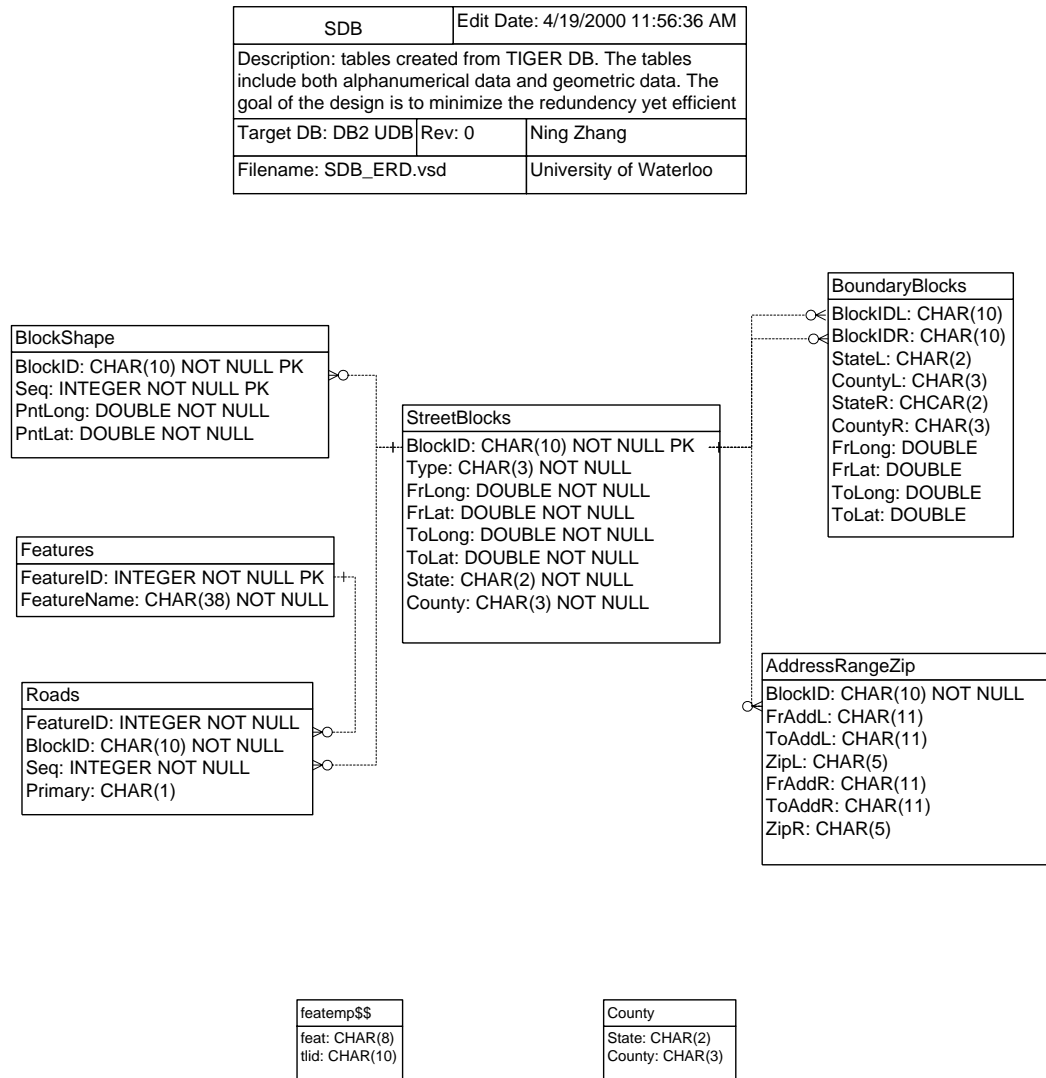 SDB
Edit Date: 4/19/2000 11:56:36 AM
Description: tables created from TIGER DB. The tables
include both alphanumerical data and geometric data. The
goal of the design is to minimize the redundency yet efficient
Target DB: DB2 UDB
Rev: 0
Ning Zhang
Filename: SDB_ERD.vsd
University of Waterloo
BlockShape
BlockID: CHAR(10) NOT NULL PK
Seq: INTEGER NOT NULL PK
PntLong: DOUBLE NOT NULL
PntLat: DOUBLE NOT NULL
Features
FeatureID: INTEGER NOT NULL PK
FeatureName: CHAR(38) NOT NULL
Roads
FeatureID: INTEGER NOT NULL
BlockID: CHAR(10) NOT NULL
Seq: INTEGER NOT NULL
Primary: CHAR(1)
StreetBlocks
BlockID: CHAR(10) NOT NULL PK
Type: CHAR(3) NOT NULL
FrLong: DOUBLE NOT NULL
FrLat: DOUBLE NOT NULL
ToLong: DOUBLE NOT NULL
ToLat: DOUBLE NOT NULL
State: CHAR(2) NOT NULL
County: CHAR(3) NOT NULL
BoundaryBlocks
BlockIDL: CHAR(10)
BlockIDR: CHAR(10)
StateL: CHAR(2)
CountyL: CHAR(3)
StateR: CHCAR(2)
CountyR: CHAR(3)
FrLong: DOUBLE
FrLat: DOUBLE
ToLong: DOUBLE
ToLat: DOUBLE
AddressRangeZip
BlockID: CHAR(10) NOT NULL
FrAddL: CHAR(11)
ToAddL: CHAR(11)
ZipL: CHAR(5)
FrAddR: CHAR(11)
ToAddR: CHAR(11)
ZipR: CHAR(5)
featemp$$
feat: CHAR(8)
tlid: CHAR(10)
County
State: CHAR(2)
County: CHAR(3)